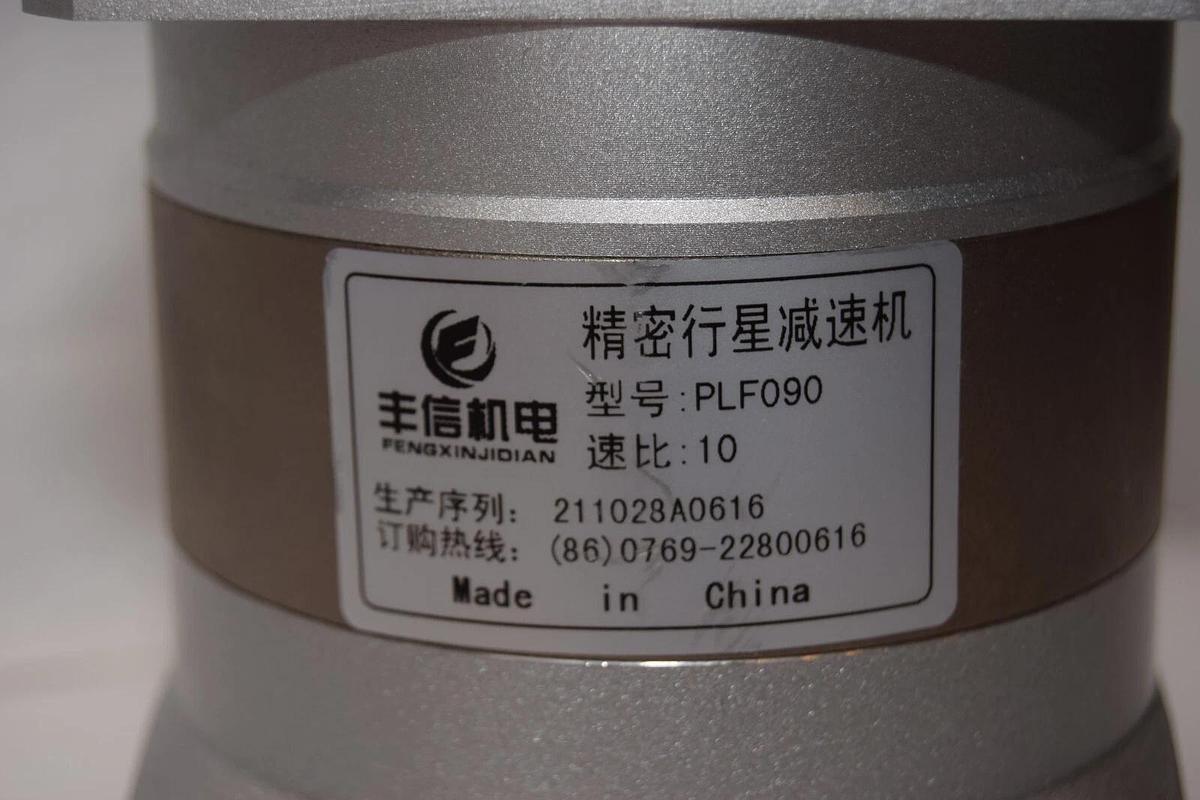 丰信机电
FENGXINJIDIAN
精密行星减速机
型号:PLF090
速比:10
生产序列: 211028A0616
订购热线: (86)0769-22800616
Made in China